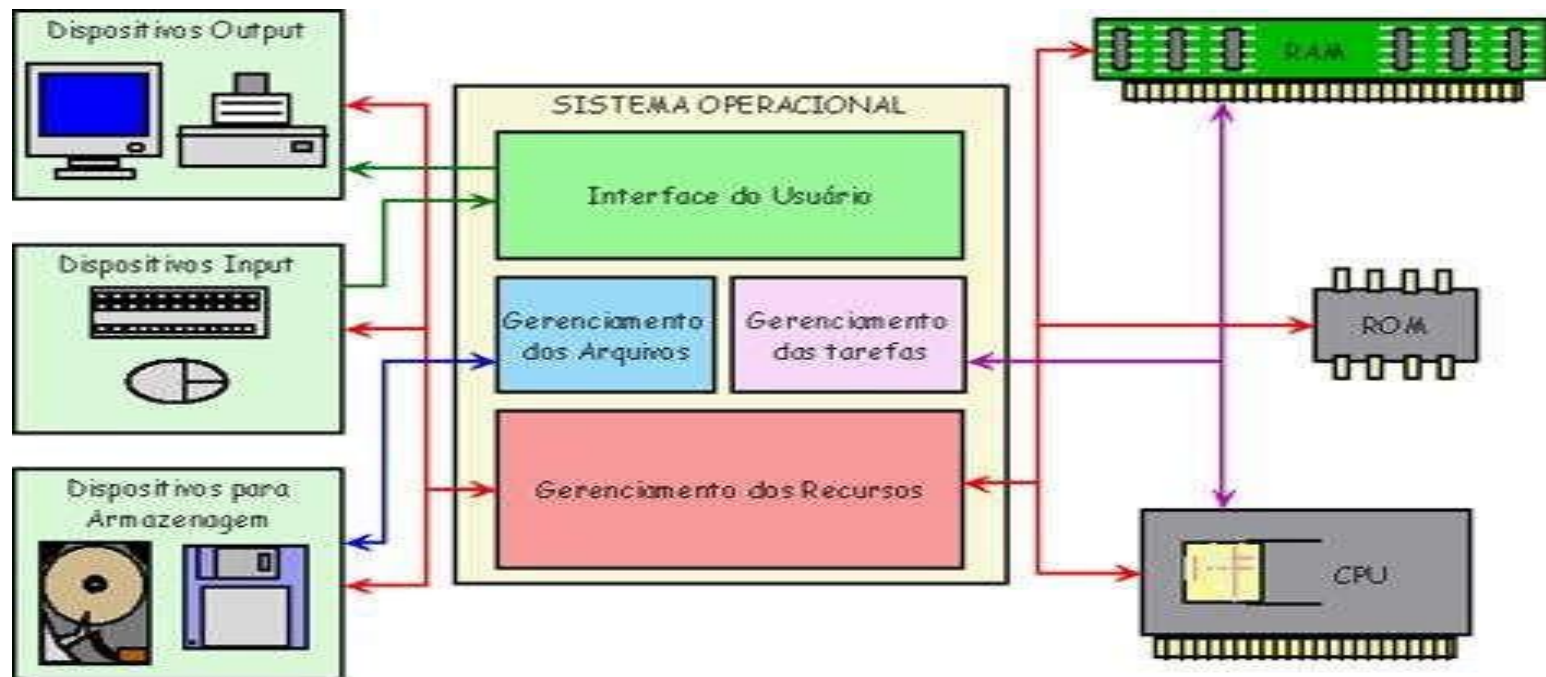 Dispositivos Output
SISTEMA OPERACIONAL
Interface do Usuário
Dispositivos Input
Gerenciamento
dos Arquivos
Gerenciamento
das tarefas
Gerenciamento dos Recursos
Dispositivos para
Armazenagem
RAM
ROM
CPU